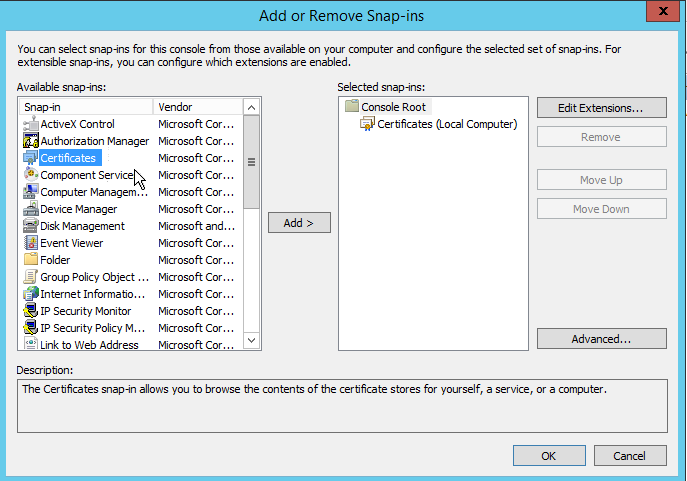 Add or Remove Snap-ins
x
You can select snap-ins for this console from those available on your computer and configure the selected set of snap-ins. For
extensible snap-ins, you can configure which extensions are enabled.
Available snap-ins:
Snap-in Vendor
ActiveX Control Microsoft Cor...
Authorization Manager Microsoft Cor...
Certificates Microsoft Cor...
Component Service Microsoft Cor...
Computer Managem... Microsoft Cor...
Device Manager Microsoft Cor...
Disk Management Microsoft and...
Event Viewer Microsoft Cor...
Folder Microsoft Cor...
Group Policy Object ... Microsoft Cor...
Internet Informatio... Microsoft Cor...
IP Security Monitor Microsoft Cor...
IP Security Policy M... Microsoft Cor...
Link to Web Address Microsoft Cor...
Add >
Selected snap-ins:
Console Root
Certificates (Local Computer)
Edit Extensions...
Remove
Move Up
Move Down
Advanced...
Description:
The Certificates snap-in allows you to browse the contents of the certificate stores for yourself, a service, or a computer.
OK
Cancel